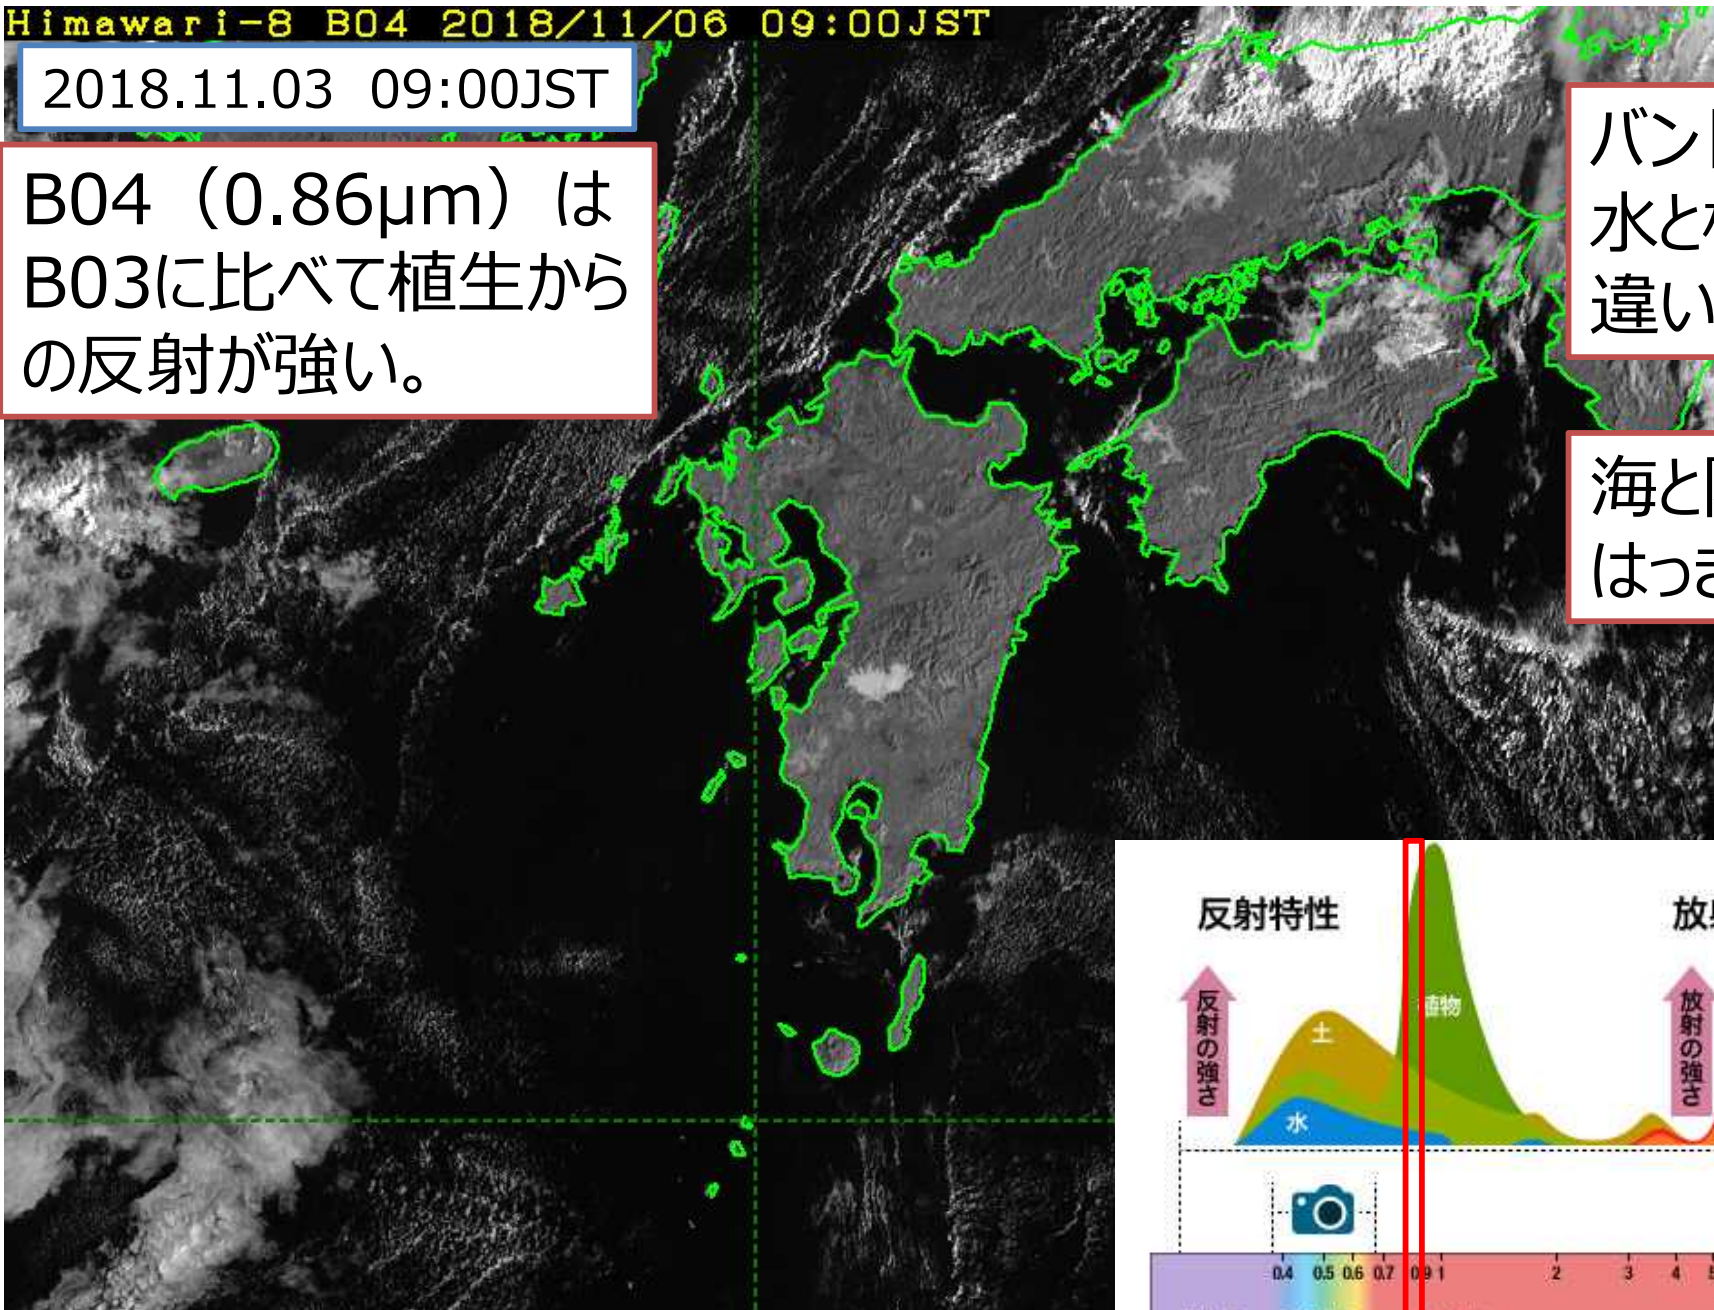 Himawari-8 B04 2018/11/06 09:00JST
2018.11.03 09:00JST
B04（0.86μm）は
B03に比べて植生から
の反射が強い。
バン
水と
違い
海と
はっ
反射特性
反射の強さ
土
水
植物
放
放射の強さ
0.4 0.5 0.6 0.7 0.9 1 2 3 4